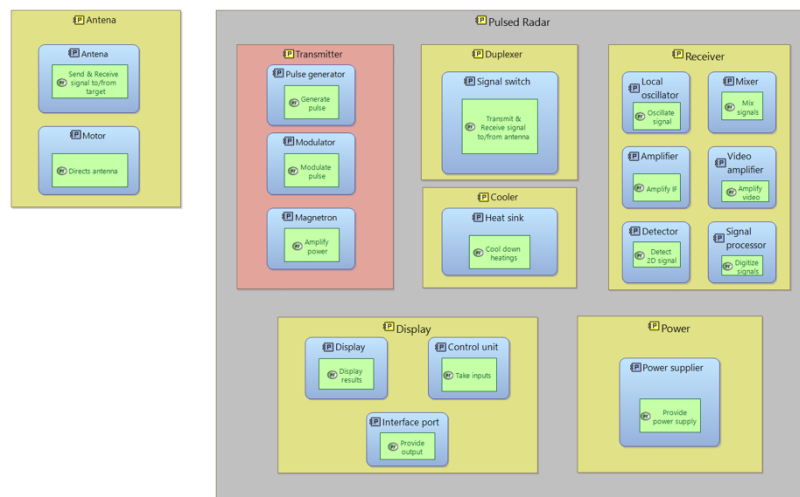 Antena
Antena
Send & Receive
signal to/from
target
Motor
Directs antenna
Pulsed Radar
Transmitter
Pulse generator
Generate
pulse
Modulator
Modulate
pulse
Magnetron
Amplify
power
Duplexer
Signal switch
Transmit &
Receive signal
to/from antenna
Cooler
Heat sink
Cool down
heatings
Receiver
Local
oscillator
Oscillate
signal
Mixer
Mix
signals
Amplifier
Amplify IF
Video
amplifier
Amplify
video
Detector
Detect
2D signal
Signal
processor
Digitize
signals
Display
Display
Display
results
Control unit
Take inputs
Interface port
Provide
output
Power
Power supplier
Provide
power supply